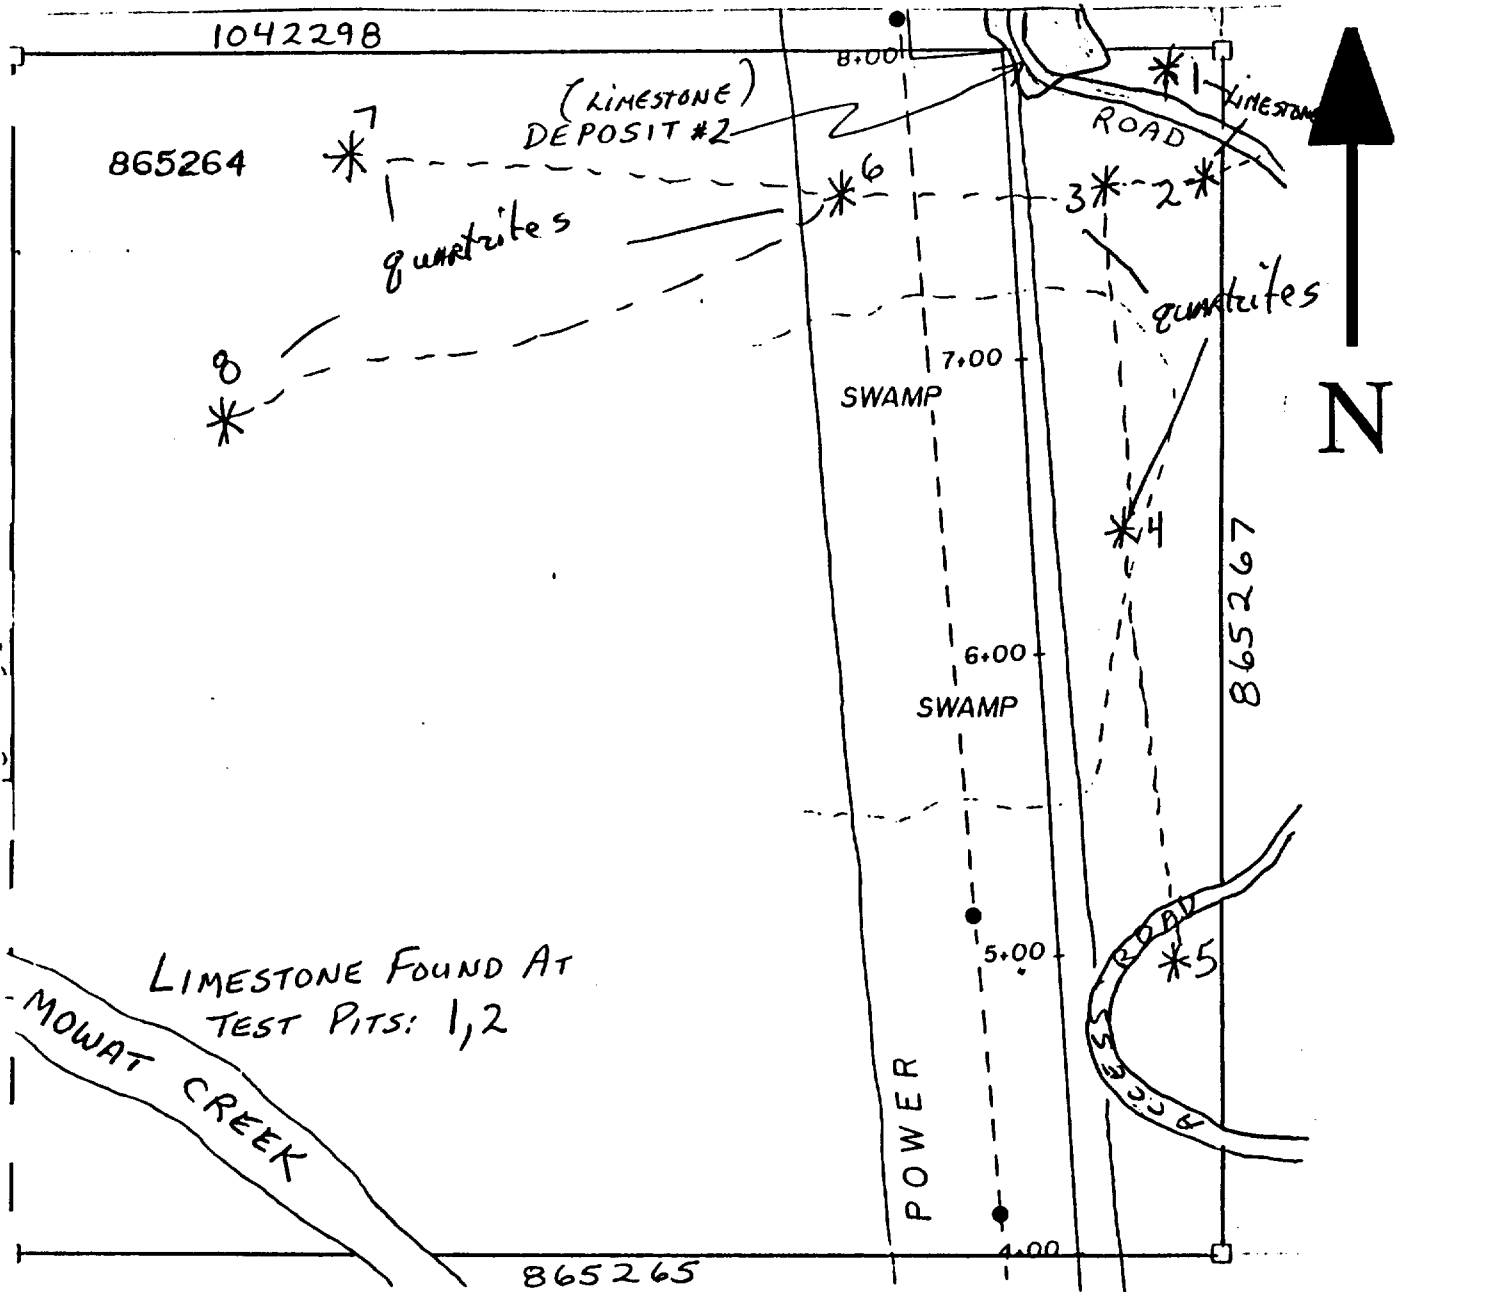 1042298
8+00
(LIMESTONE)
DEPOSIT #2
1
LIMESTONE
ROAD
7
865264
6
3
2
quartzites
quartzites
8
7+00
SWAMP
N
4
865267
6+00
SWAMP
5+00
5
ACCESS ROAD
LIMESTONE FOUND AT
TEST PITS: 1,2
MOWAT CREEK
POWER
4+00
865265